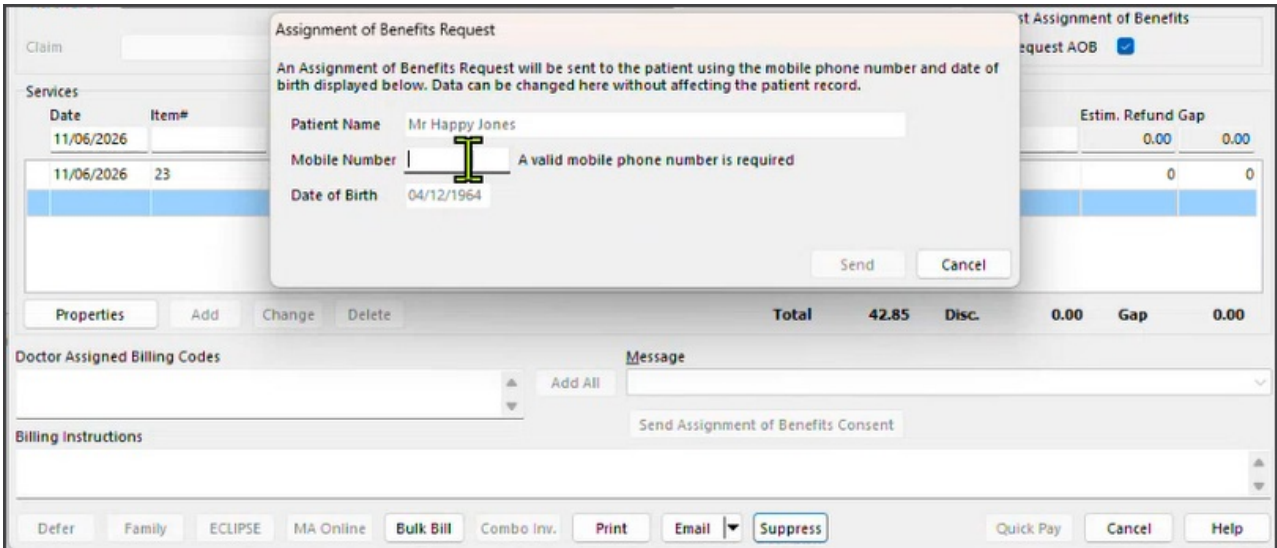 Assignment of Benefits Request
st Assignment of Benefits
Claim
equest AOB
An Assignment of Benefits Request will be sent to the patient using the mobile phone number and date of
birth displayed below. Data can be changed here without affecting the patient record.
Services
Date Item# Estim. Refund Gap
Patient Name Mr Happy Jones
11/06/2026 0.00 0.00
Mobile Number A valid mobile phone number is required
11/06/2026 23 0 0
Date of Birth 04/12/1964
Send Cancel
Properties Add Change Delete Total 42.85 Disc. 0.00 Gap 0.00
Doctor Assigned Billing Codes Message
Add All
Send Assignment of Benefits Consent
Billing Instructions
Defer Family ECLIPSE MA Online Bulk Bill Combo Inv. Print Email Suppress Quick Pay Cancel Help